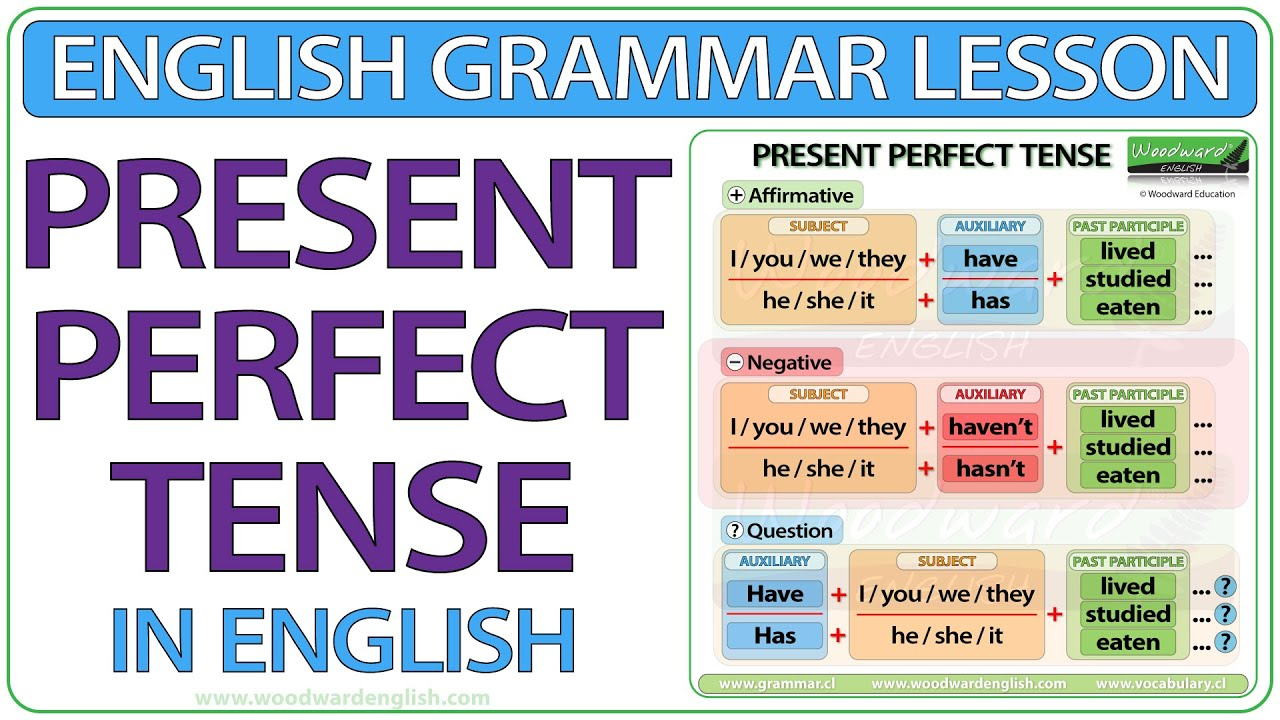 ENGLISH GRAMMAR LESSON
PRESENT
PERFECT
TENSE
IN ENGLISH
www.woodwardenglish.com
PRESENT PERFECT TENSE
Woodward®
ENGLISH
© Woodward Education
+ Affirmative
SUBJECT AUXILIARY PAST PARTICIPLE
I / you / we / they + have + lived ...
he / she / it + has studied ...
eaten ...
− Negative
SUBJECT AUXILIARY PAST PARTICIPLE
I / you / we / they + haven't + lived ...
he / she / it + hasn't studied ...
eaten ...
? Question
AUXILIARY SUBJECT PAST PARTICIPLE
Have + I / you / we / they + lived ... ?
Has + he / she / it studied ... ?
eaten ... ?
www.grammar.cl www.woodwardenglish.com www.vocabulary.cl